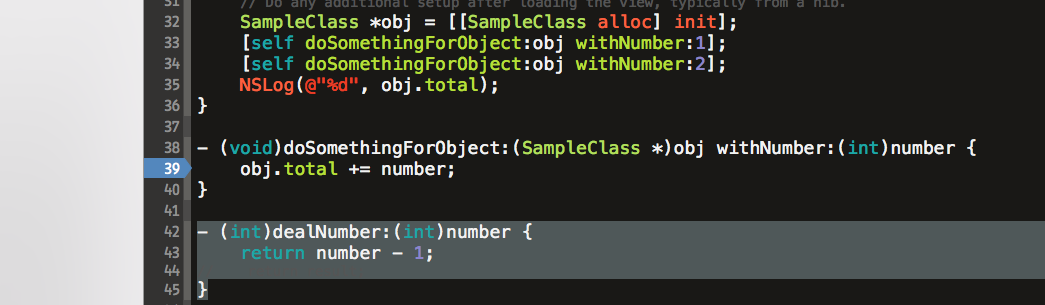 31 // Do any additional setup after loading the view, typically from a nib.
32 SampleClass *obj = [[SampleClass alloc] init];
33 [self doSomethingForObject:obj withNumber:1];
34 [self doSomethingForObject:obj withNumber:2];
35 NSLog(@"%d", obj.total);
36 }
37
38 - (void)doSomethingForObject:(SampleClass *)obj withNumber:(int)number {
39 obj.total += number;
40 }
41
42 - (int)dealNumber:(int)number {
43 return number - 1;
44
45 }